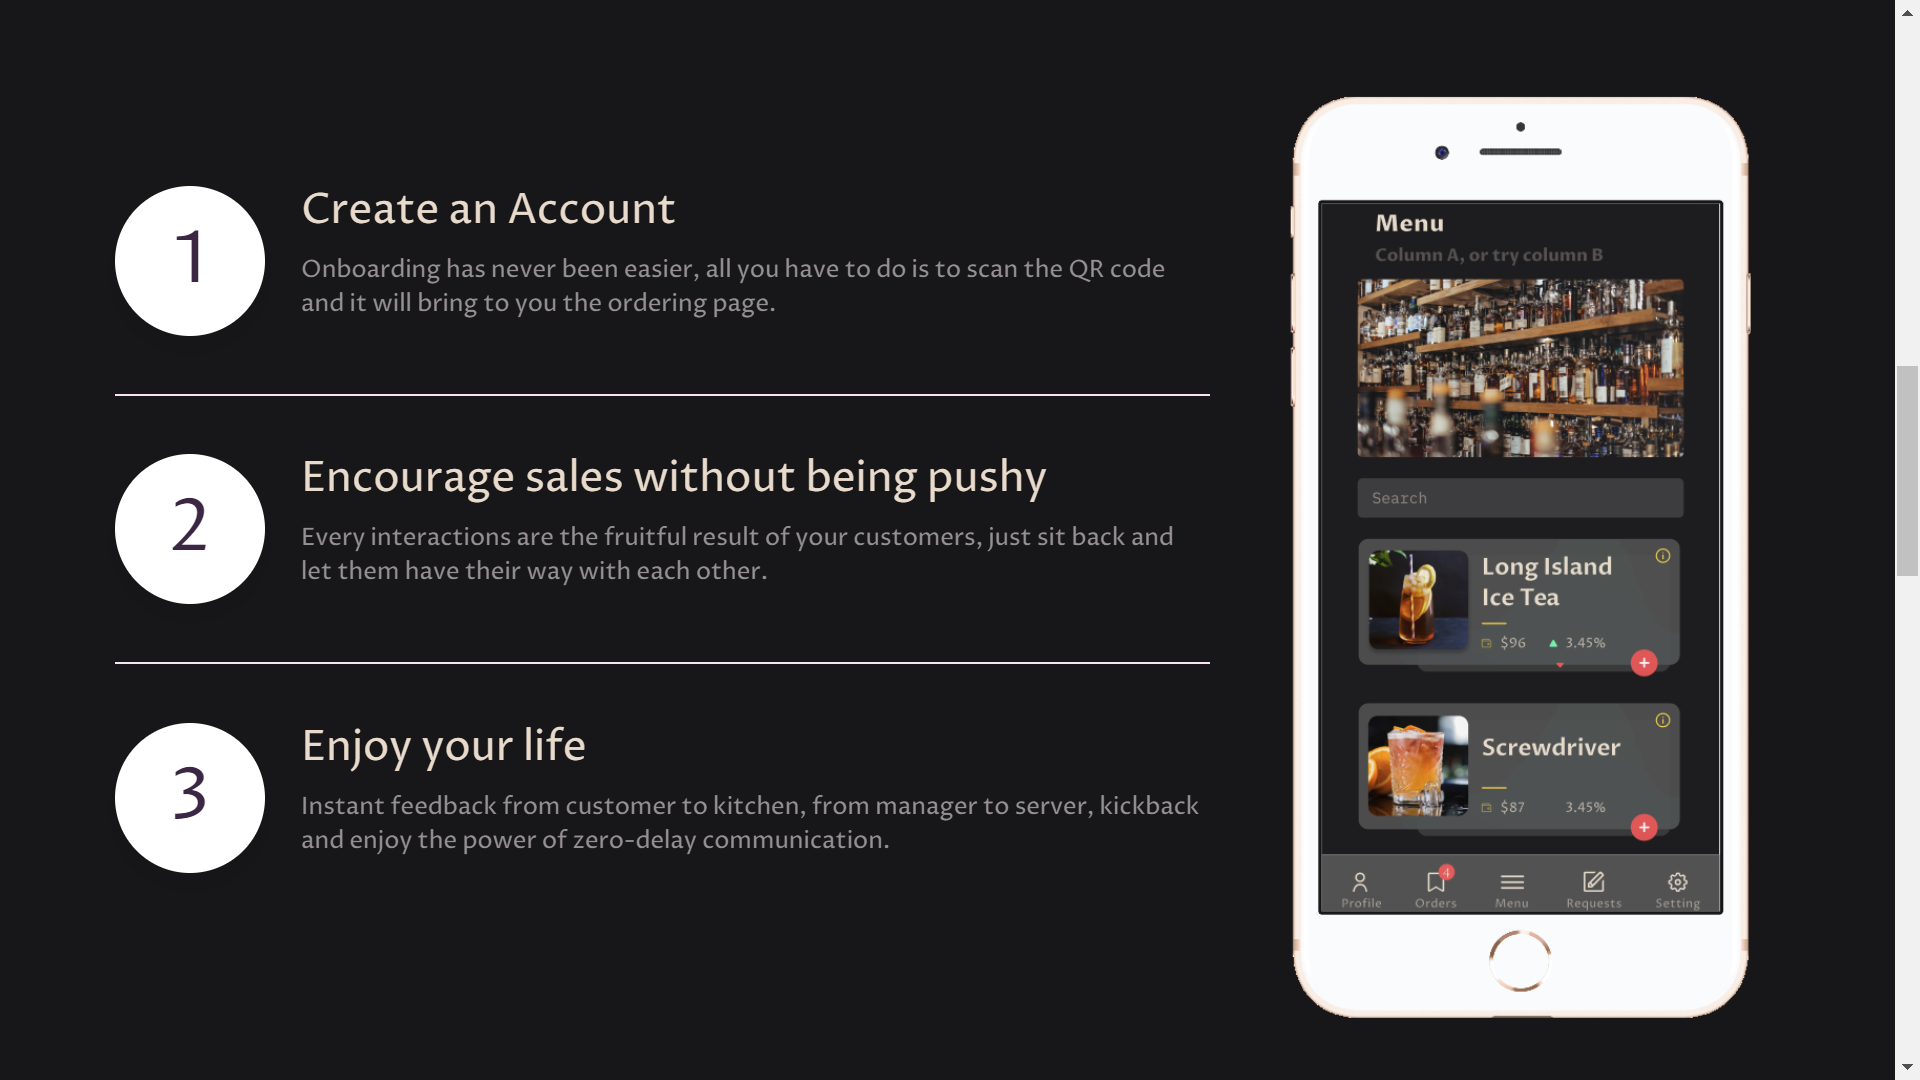 1
Create an Account
Onboarding has never been easier, all you have to do is to scan the QR code
and it will bring to you the ordering page.
2
Encourage sales without being pushy
Every interactions are the fruitful result of your customers, just sit back and
let them have their way with each other.
3
Enjoy your life
Instant feedback from customer to kitchen, from manager to server, kickback
and enjoy the power of zero-delay communication.
Menu
Column A, or try column B
Search
Long Island
Ice Tea
$96 3.45%
Screwdriver
$87 3.45%
4
Profile Orders Menu Requests Setting